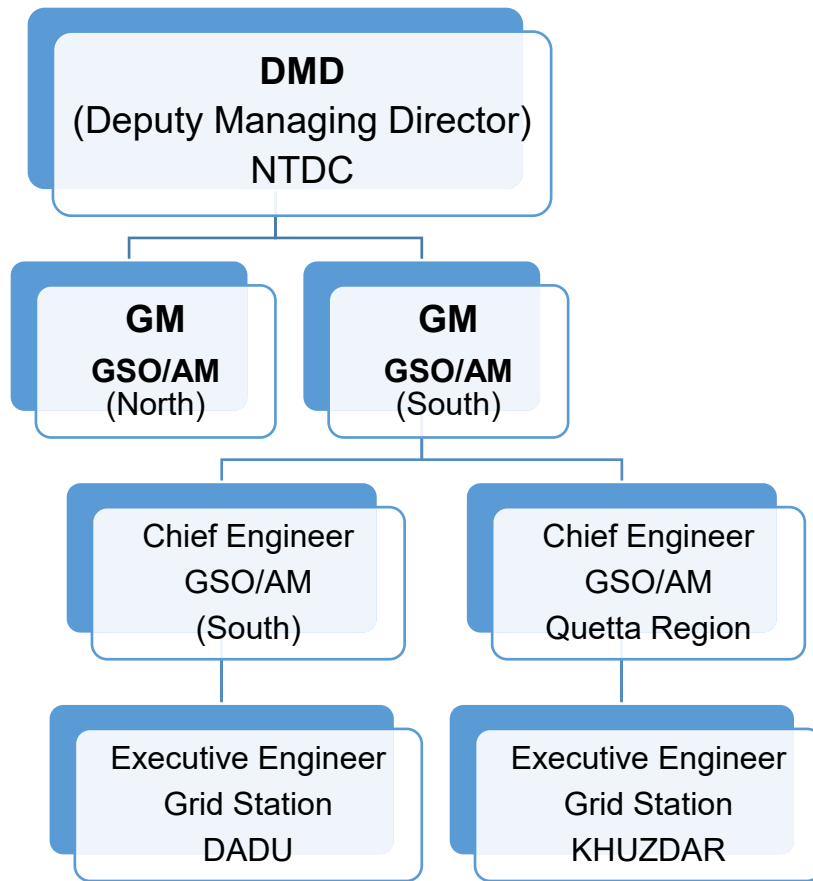 DMD
(Deputy Managing Director)
NTDC
GM
GSO/AM
(North)
GM
GSO/AM
(South)
Chief Engineer
GSO/AM
(South)
Chief Engineer
GSO/AM
Quetta Region
Executive Engineer
Grid Station
DADU
Executive Engineer
Grid Station
KHUZDAR